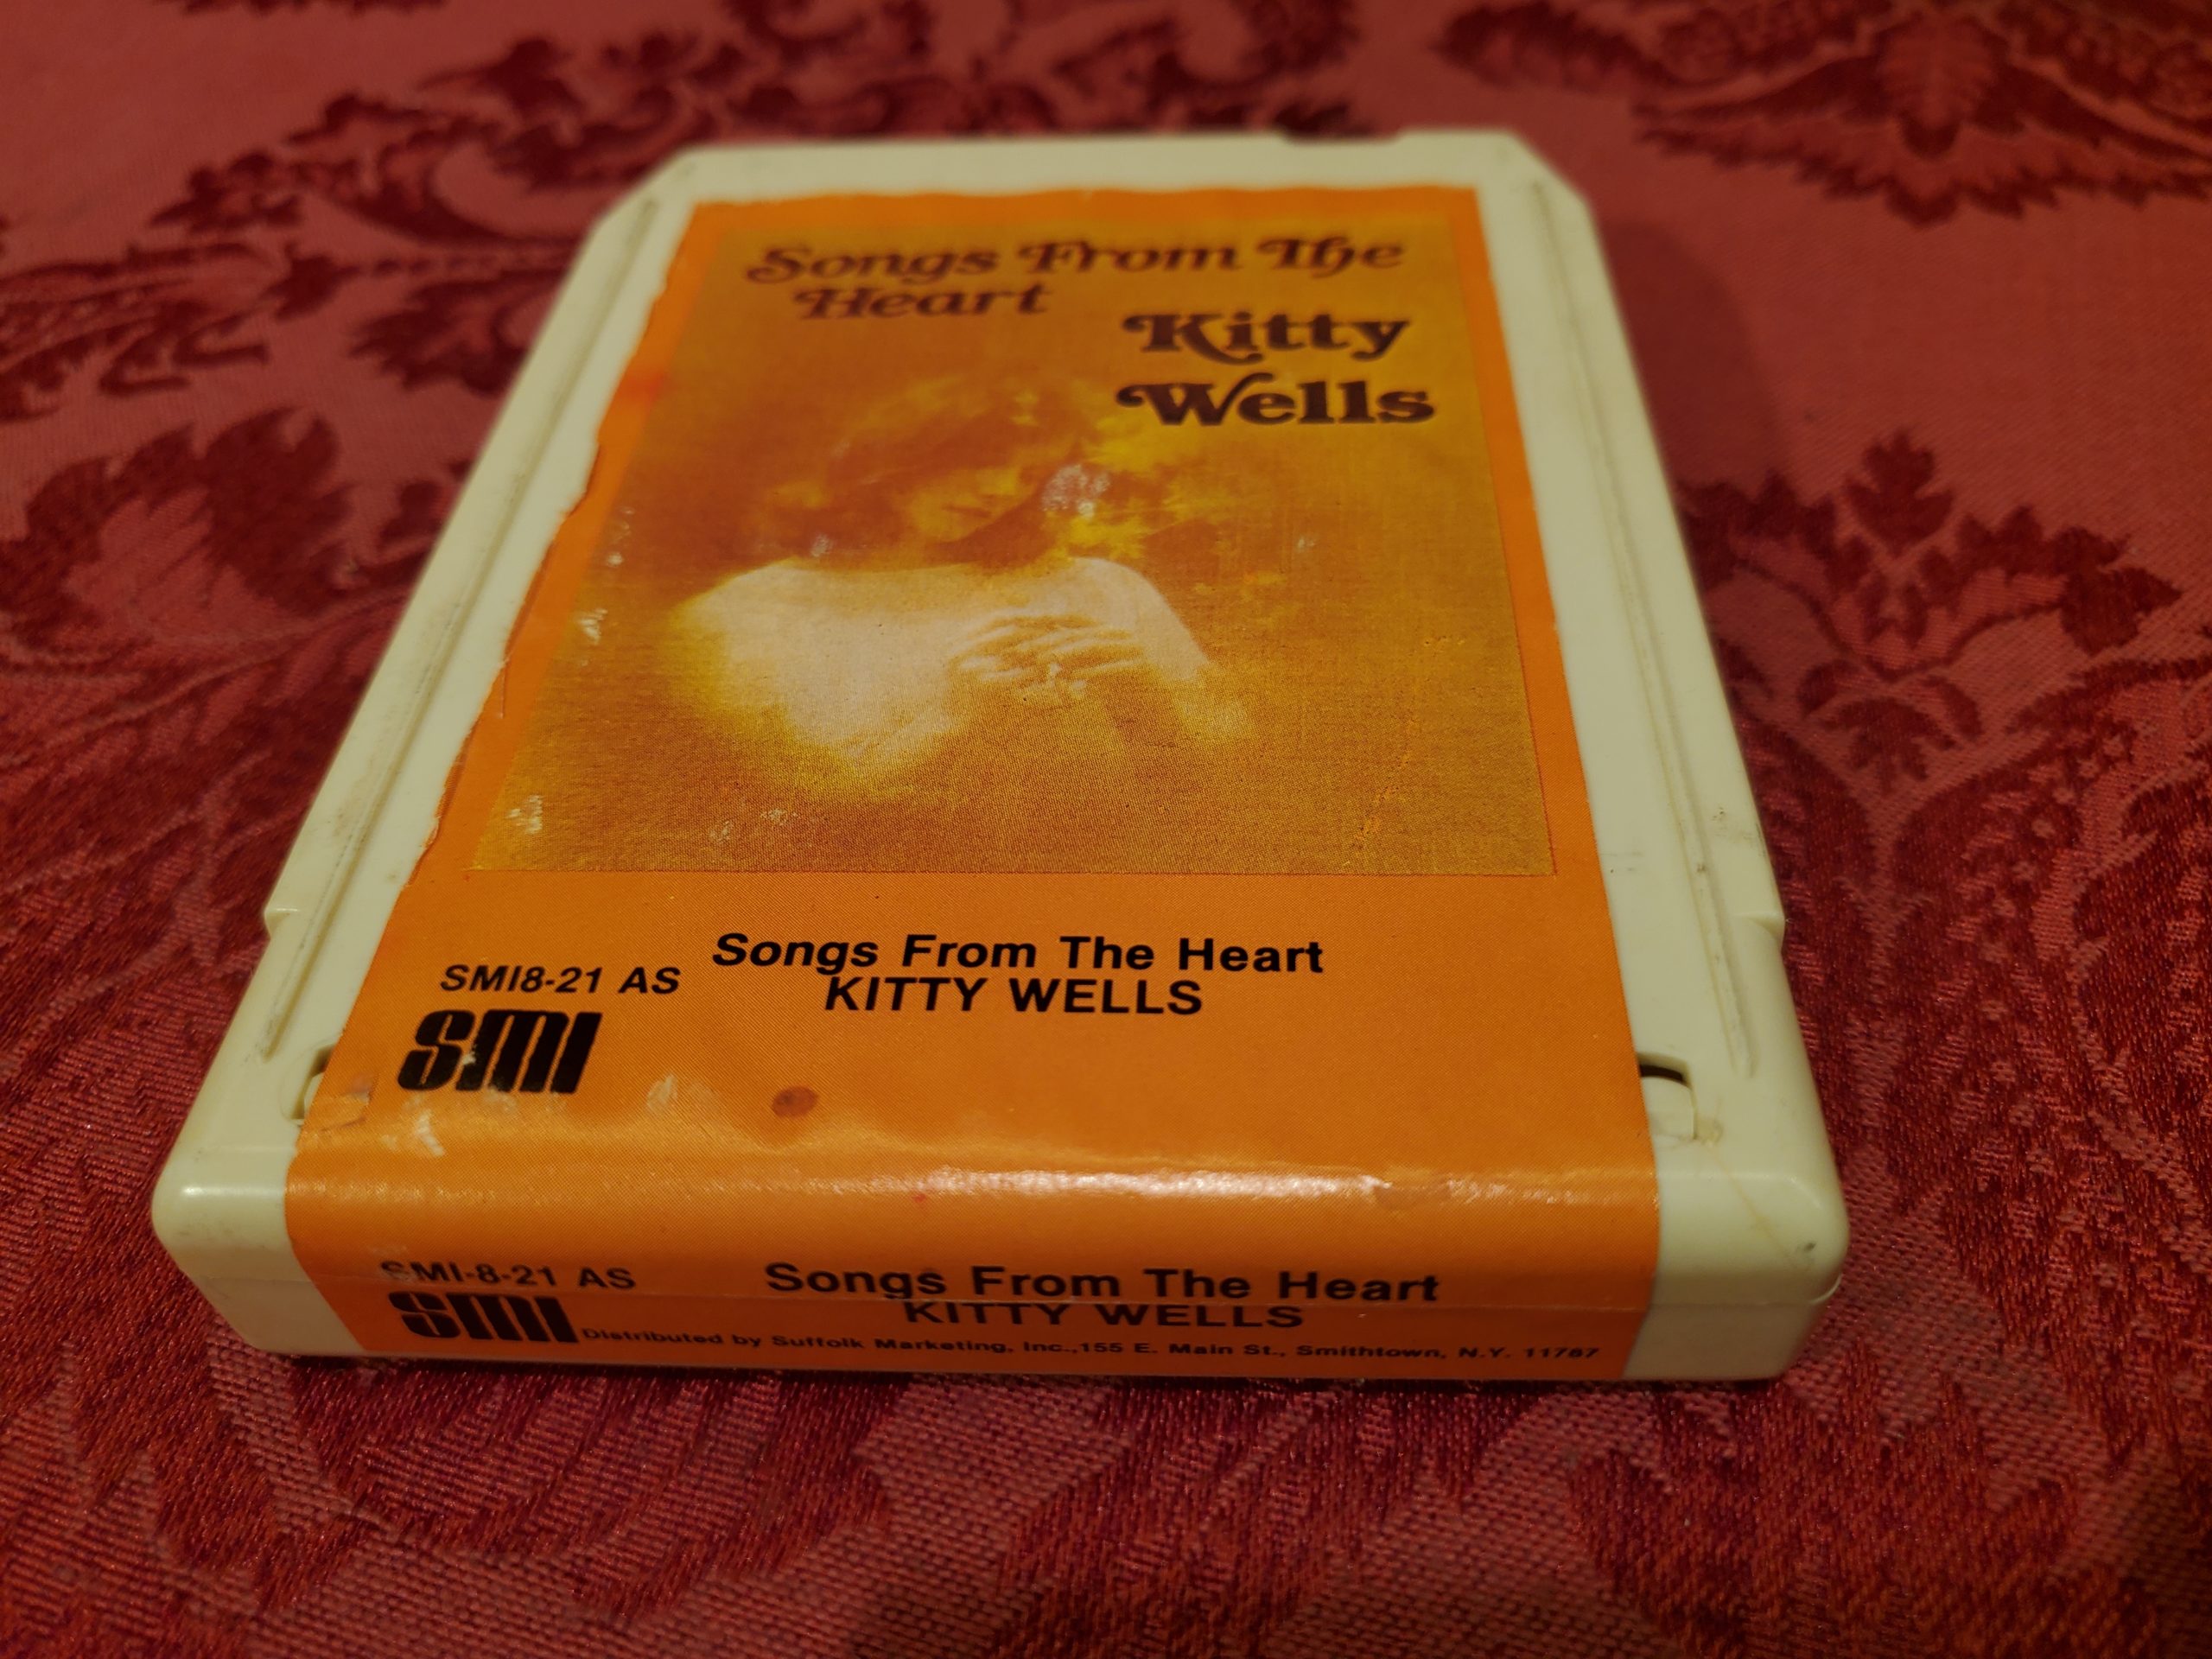 Songs From The
Heart
Kitty
Wells
Songs From The Heart
SMI8-21 AS
KITTY WELLS
SMI
SMI-8-21 AS
Songs From The Heart
SMI
KITTY WELLS
Distributed by Suffolk Marketing, Inc., 155 E. Main St., Smithtown, N.Y. 11787